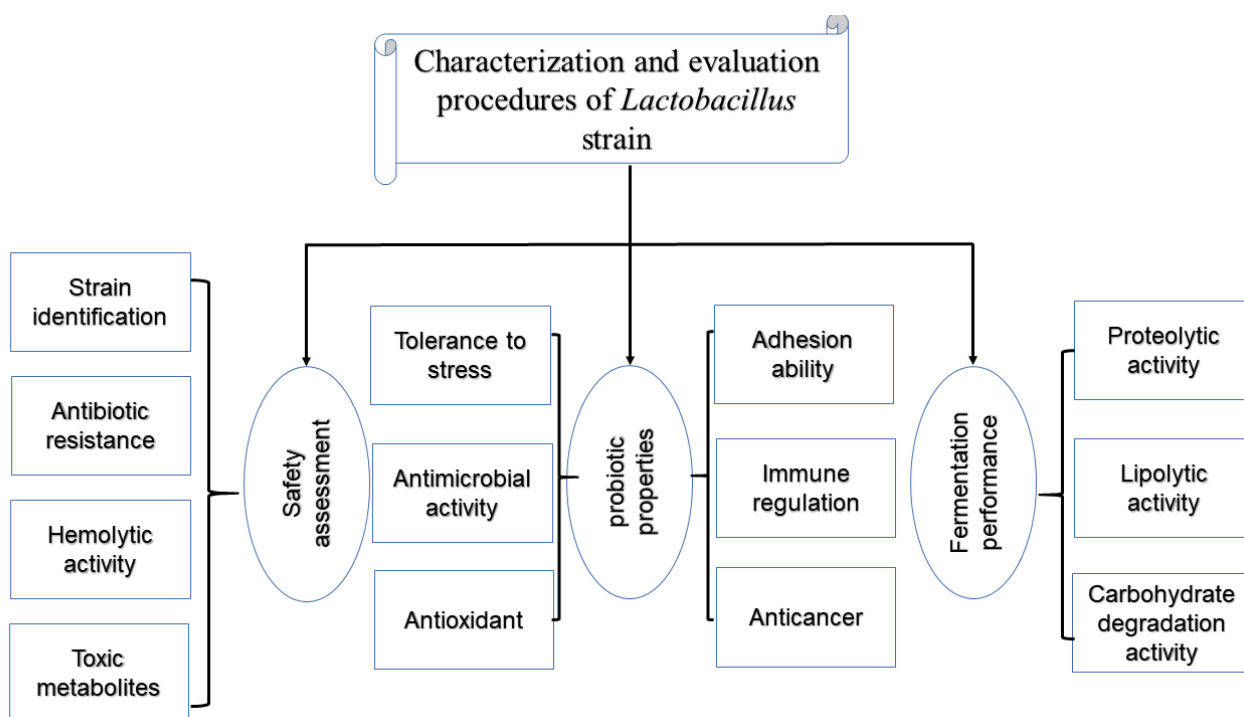 Characterization and evaluation
procedures of Lactobacillus
strain
Strain
identification
Antibiotic
resistance
Hemolytic
activity
Toxic
metabolites
Safety
assessment
Tolerance to
stress
Antimicrobial
activity
Antioxidant
probiotic
properties
Adhesion
ability
Immune
regulation
Anticancer
Fermentation
performance
Proteolytic
activity
Lipolytic
activity
Carbohydrate
degradation
activity